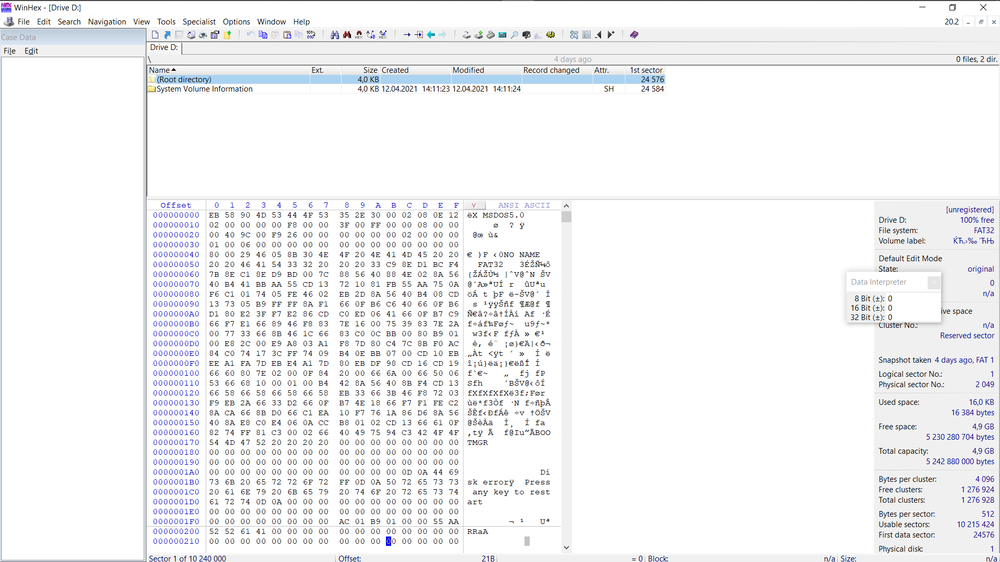 WinHex - [Drive D:]
File Edit Search Navigation View Tools Specialist Options Window Help 20.2
Case Data
File Edit
Drive D:
\ 4 days ago 0 files, 2 dir.
Name Ext. Size Created Modified Record changed Attr. 1st sector
(Root directory) 4,0 KB 24 576
System Volume Information 4,0 KB 12.04.2021 14:11:23 12.04.2021 14:11:24 SH 24 584
Offset 0 1 2 3 4 5 6 7 8 9 A B C D E F ANSI ASCII
000000000 EB 58 90 4D 53 44 4F 53 35 2E 30 00 02 08 0E 12 ëX MSDOS5.0
000000010 02 00 00 00 00 F8 00 00 3F 00 FF 00 00 08 00 00 ø ? ÿ
000000020 00 40 9C 00 F9 26 00 00 00 00 00 00 02 00 00 00 @œ ù&
000000030 01 00 06 00 00 00 00 00 00 00 00 00 00 00 00 00
000000040 80 00 29 46 05 8B 30 4E 4F 20 4E 41 4D 45 20 20 € )F ‹0NO NAME
000000050 20 20 46 41 54 33 32 20 20 20 33 C9 8E D1 BC F4 FAT32 3ÉŽÑ¼ô
000000060 7B 8E C1 8E D9 BD 00 7C 88 56 40 88 4E 02 8A 56 {ŽÁŽÙ½ |ˆV@ˆN ŠV
000000070 40 B4 41 BB AA 55 CD 13 72 10 81 FB 55 AA 75 0A @´A»ªUÍ r ûUªu
000000080 F6 C1 01 74 05 FE 46 02 EB 2D 8A 56 40 B4 08 CD öÁ t þF ë-ŠV@´ Í
000000090 13 73 05 B9 FF FF 8A F1 66 0F B6 C6 40 66 0F B6 s ¹ÿÿŠñf ¶Æ@f ¶
0000000A0 D1 80 E2 3F F7 E2 86 CD C0 ED 06 41 66 0F B7 C9 Ñ€â?÷â†ÍÀí Af ·É
0000000B0 66 F7 E1 66 89 46 F8 83 7E 16 00 75 39 83 7E 2A f÷áf‰Føƒ~ u9ƒ~*
0000000C0 00 77 33 66 8B 46 1C 66 83 C0 0C BB 00 80 B9 01 w3f‹F fƒÀ » €¹
0000000D0 00 E8 2C 00 E9 A8 03 A1 F8 7D 80 C4 7C 8B F0 AC è, é¨ ¡ø}€Ä|‹ð¬
0000000E0 84 C0 74 17 3C FF 74 09 B4 0E BB 07 00 CD 10 EB „Àt <ÿt ´ » Í ë
0000000F0 EE A1 FA 7D EB E4 A1 7D 80 EB DF 98 CD 16 CD 19 î¡ú}ëä¡}€ëß˜Í Í
000000100 66 60 80 7E 02 00 0F 84 20 00 66 6A 00 66 50 06 f`€~ „ fj fP
000000110 53 66 68 10 00 01 00 B4 42 8A 56 40 8B F4 CD 13 Sfh ´BŠV@‹ôÍ
000000120 66 58 66 58 66 58 66 58 EB 33 66 3B 46 F8 72 03 fXfXfXfXë3f;Før
000000130 F9 EB 2A 66 33 D2 66 0F B7 4E 18 66 F7 F1 FE C2 ùë*f3Òf ·N f÷ñþÂ
000000140 8A CA 66 8B D0 66 C1 EA 10 F7 76 1A 86 D6 8A 56 ŠÊf‹ÐfÁê ÷v †ÖŠV
000000150 40 8A E8 C0 E4 06 0A CC B8 01 02 CD 13 66 61 0F @ŠèÀä Ì¸ Í fa
000000160 82 74 FF 81 C3 00 02 66 40 49 75 94 C3 42 4F 4F ‚tÿ Ã f@Iu”ÃBOO
000000170 54 4D 47 52 20 20 20 20 00 00 00 00 00 00 00 00 TMGR
000000180 00 00 00 00 00 00 00 00 00 00 00 00 00 00 00 00
000000190 00 00 00 00 00 00 00 00 00 00 00 00 00 00 00 00
0000001A0 00 00 00 00 00 00 00 00 00 00 00 00 0D 0A 44 69 Di
0000001B0 73 6B 20 65 72 72 6F 72 FF 0D 0A 50 72 65 73 73 sk errorÿ Press
0000001C0 20 61 6E 79 20 6B 65 79 20 74 6F 20 72 65 73 74 any key to rest
0000001D0 61 72 74 0D 0A 00 00 00 00 00 00 00 00 00 00 00 art
0000001E0 00 00 00 00 00 00 00 00 00 00 00 00 00 00 00 00
0000001F0 00 00 00 00 00 00 00 00 AC 01 B9 01 00 00 55 AA ¬ ¹ Uª
000000200 52 52 61 41 00 00 00 00 00 00 00 00 00 00 00 00 RRaA
000000210 00 00 00 00 00 00 00 00 00 00 00 00 00 00 00 00
[unregistered]
Drive D: 100% free
File system: FAT32
Volume label: ЌЋ‚›‰ ’ЋЊ
Default Edit Mode
State: original
0
n/a
ive space
Cluster No.: n/a
Reserved sector
Snapshot taken 4 days ago, FAT 1
Logical sector No.: 1
Physical sector No.: 2 049
Used space: 16,0 KB
16 384 bytes
Free space: 4,9 GB
5 230 280 704 bytes
Total capacity: 4,9 GB
5 242 880 000 bytes
Bytes per cluster: 4 096
Free clusters: 1 276 924
Total clusters: 1 276 928
Bytes per sector: 512
Usable sectors: 10 215 424
First data sector: 24576
Physical disk: 1
Data Interpreter
8 Bit (±): 0
16 Bit (±): 0
32 Bit (±): 0
Sector 1 of 10 240 000 Offset: 21B = 0 Block: n/a Size: n/a